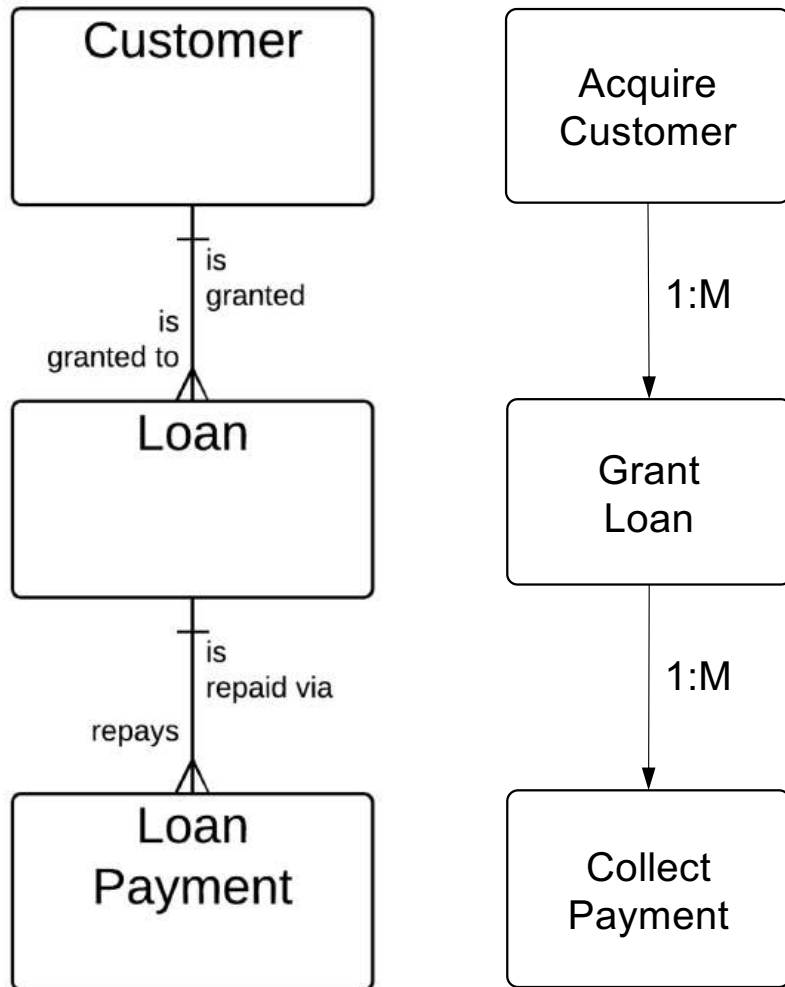 Customer
is
granted
is
granted to
Loan
is
repaid via
repays
Loan
Payment
Acquire
Customer
1:M
Grant
Loan
1:M
Collect
Payment